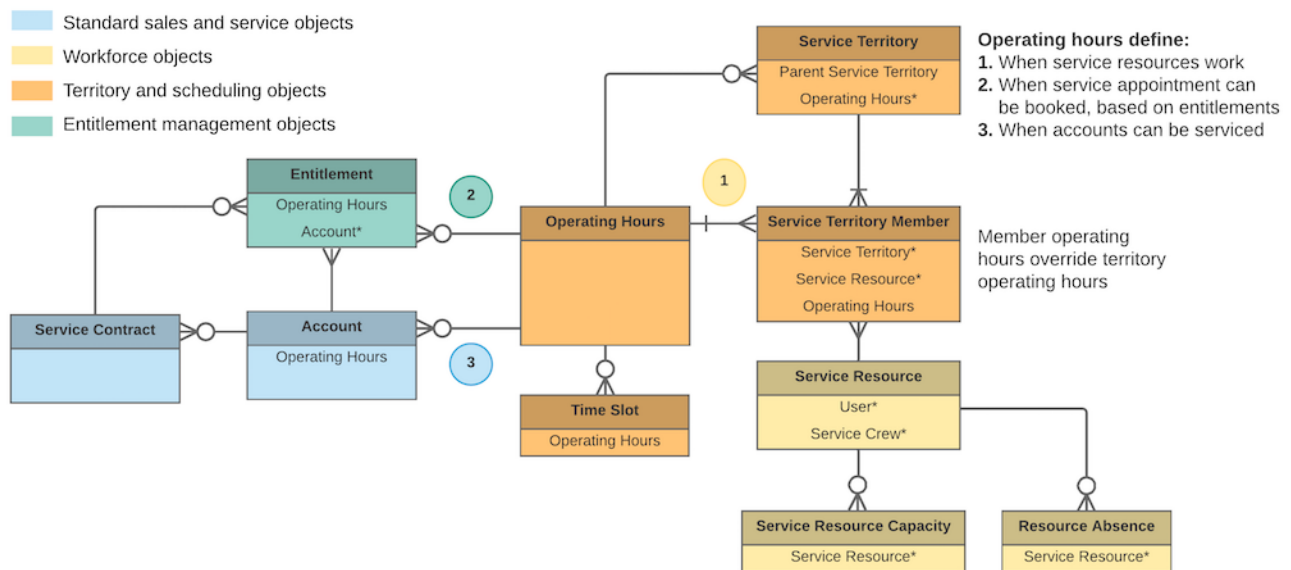 Standard sales and service objects
Workforce objects
Territory and scheduling objects
Entitlement management objects
Service Territory
Parent Service Territory
Operating Hours*
Operating hours define:
1. When service resources work
2. When service appointment can
be booked, based on entitlements
3. When accounts can be serviced
Entitlement
Operating Hours
Account*
2
1
Operating Hours
Service Territory Member
Service Territory*
Service Resource*
Operating Hours
Member operating
hours override territory
operating hours
Service Contract
Account
Operating Hours
3
Time Slot
Operating Hours
Service Resource
User*
Service Crew*
Service Resource Capacity
Service Resource*
Resource Absence
Service Resource*